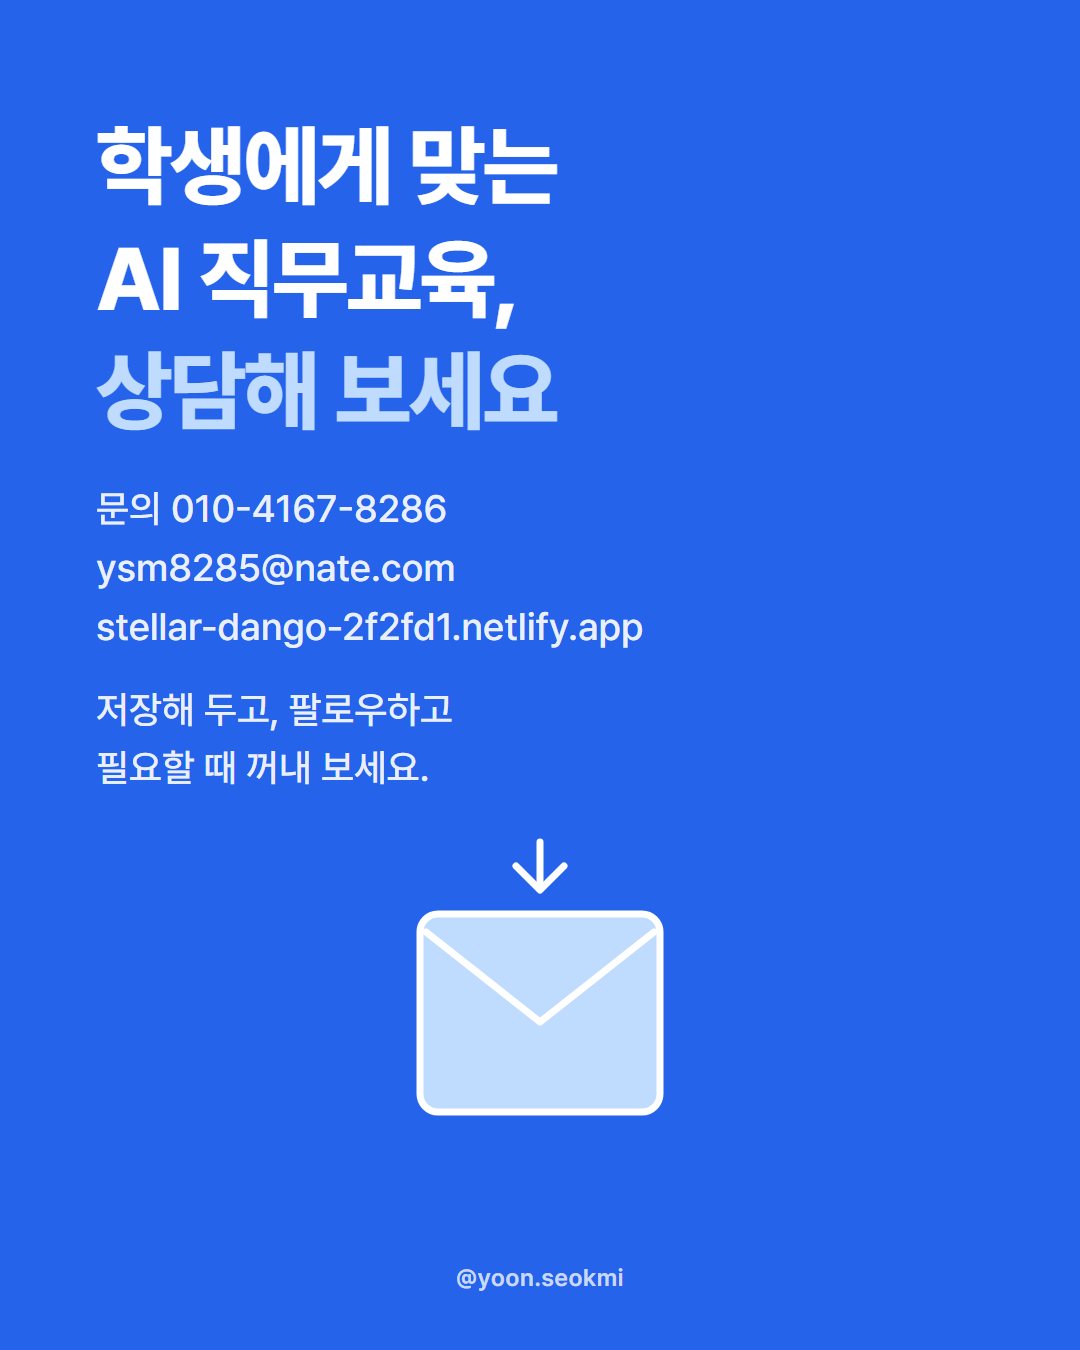 학생에게 맞는
AI 직무교육,
상담해 보세요
문의 010-4167-8286
ysm8285@nate.com
stellar-dango-2f2fd1.netlify.app
저장해 두고, 팔로우하고
필요할 때 꺼내 보세요.
@yoon.seokmi